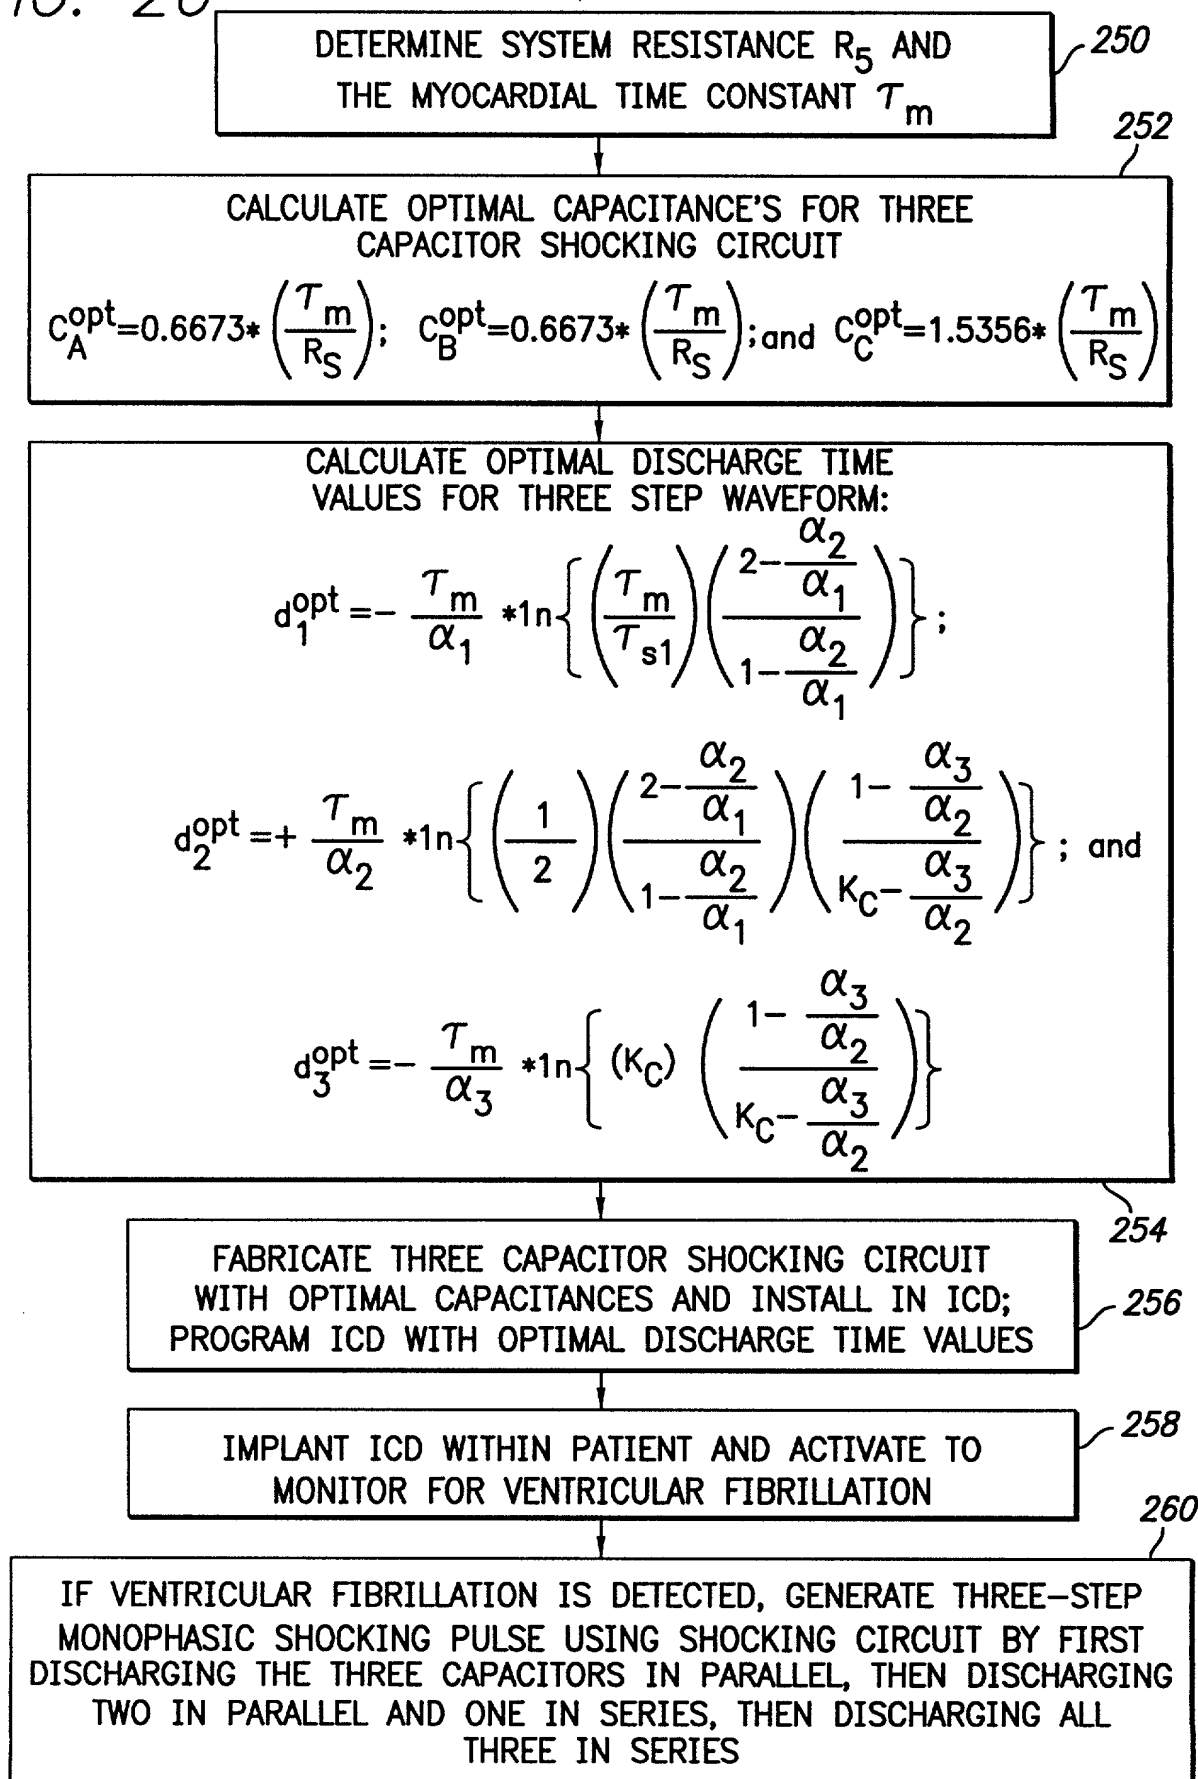 IG. 20
DETERMINE SYSTEM RESISTANCE R5 AND
THE MYOCARDIAL TIME CONSTANT τm
250
252
CALCULATE OPTIMAL CAPACITANCE'S FOR THREE
CAPACITOR SHOCKING CIRCUIT
C_A^opt=0.6673*(τm/RS); C_B^opt=0.6673*(τm/RS);and C_C^opt=1.5356*(τm/RS)
CALCULATE OPTIMAL DISCHARGE TIME
VALUES FOR THREE STEP WAVEFORM:
d_1^opt=- τm/α1 *1n{(τm/τs1)((2-α2/α1)/(1-α2/α1))};
d_2^opt=+ τm/α2 *1n{(1/2)((2-α2/α1)/(1-α2/α1))((1-α3/α2)/(KC-α3/α2))}; and
d_3^opt=- τm/α3 *1n{(KC)((1-α3/α2)/(KC-α3/α2))}
254
FABRICATE THREE CAPACITOR SHOCKING CIRCUIT
WITH OPTIMAL CAPACITANCES AND INSTALL IN ICD;
PROGRAM ICD WITH OPTIMAL DISCHARGE TIME VALUES
256
IMPLANT ICD WITHIN PATIENT AND ACTIVATE TO
MONITOR FOR VENTRICULAR FIBRILLATION
258
260
IF VENTRICULAR FIBRILLATION IS DETECTED, GENERATE THREE-STEP
MONOPHASIC SHOCKING PULSE USING SHOCKING CIRCUIT BY FIRST
DISCHARGING THE THREE CAPACITORS IN PARALLEL, THEN DISCHARGING
TWO IN PARALLEL AND ONE IN SERIES, THEN DISCHARGING ALL
THREE IN SERIES